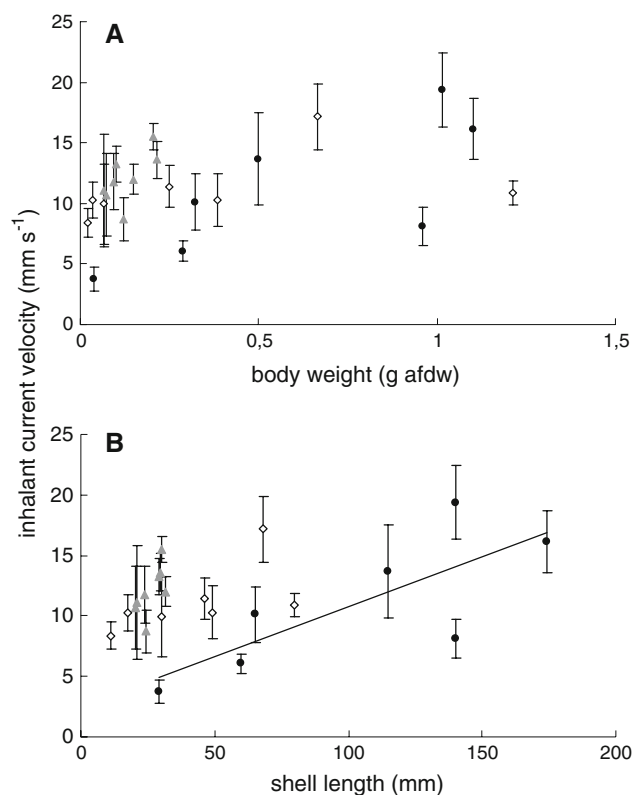 A
25
20
15
10
5
0
0 0,5 1 1,5
body weight (g afdw)
inhalant current velocity (mm s⁻¹)
B
25
20
15
10
5
0
0 50 100 150 200
shell length (mm)